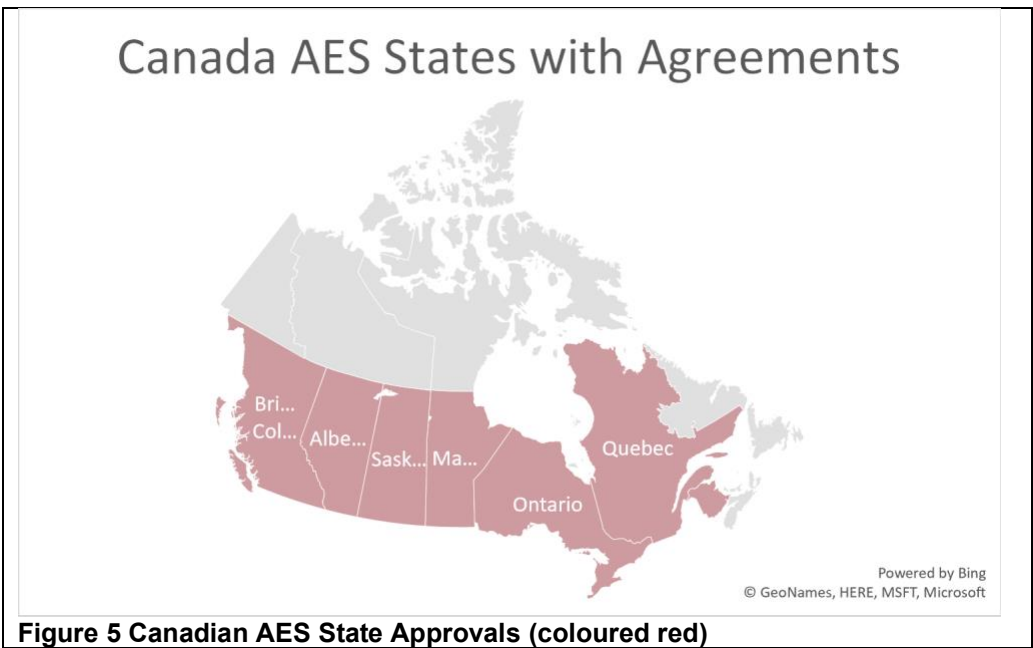 Canada AES States with Agreements
Bri...
Col...
Albe...
Sask...
Ma...
Quebec
Ontario
Powered by Bing
© GeoNames, HERE, MSFT, Microsoft
Figure 5 Canadian AES State Approvals (coloured red)